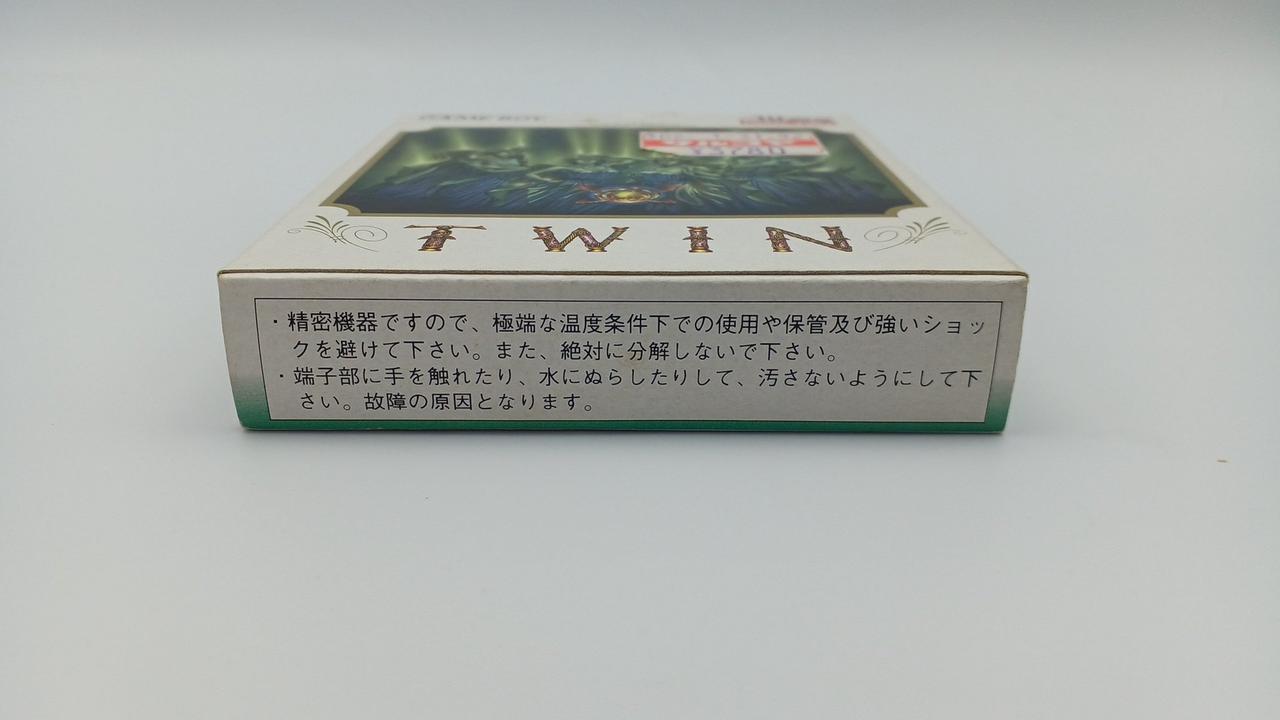 GAME BOY
TWIN
・精密機器ですので、極端な温度条件下での使用や保管及び強いショッ
クを避けて下さい。また、絶対に分解しないで下さい。
・端子部に手を触れたり、水にぬらしたりして、汚さないようにして下
さい。故障の原因となります。